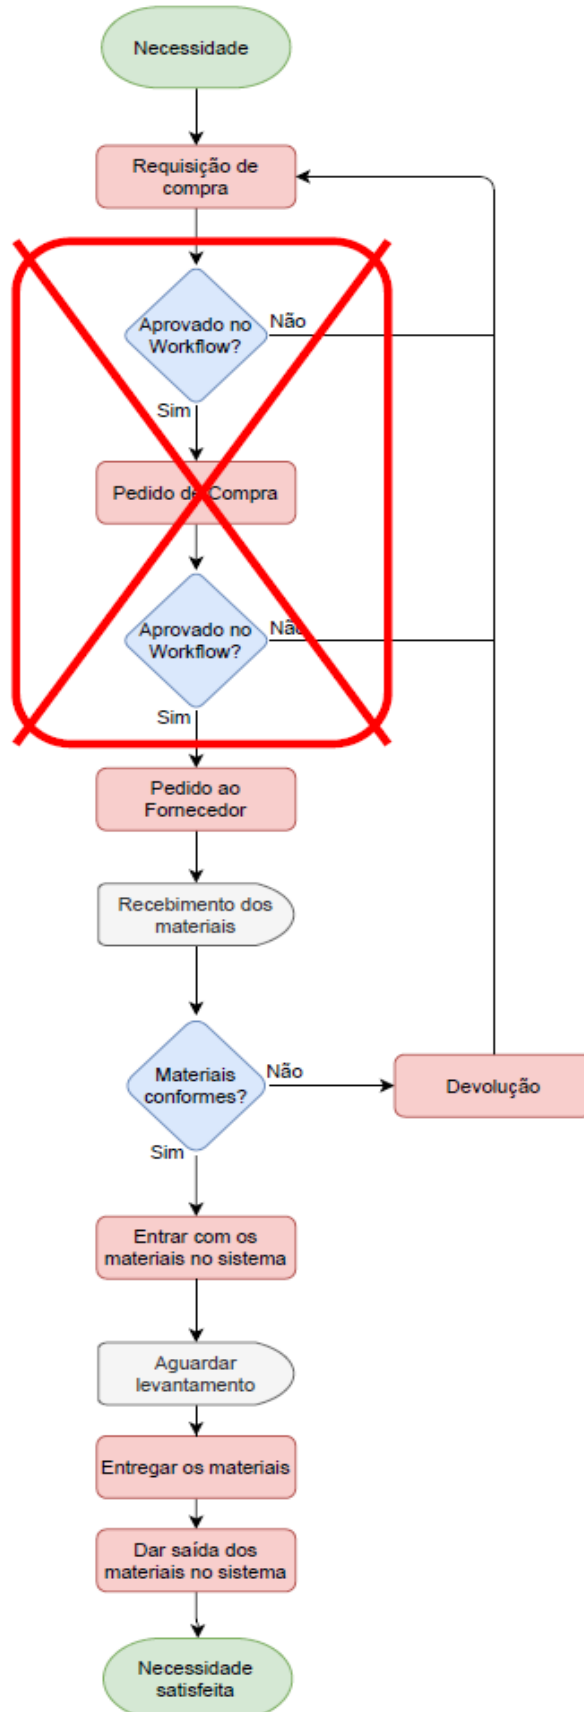 Necessidade
Requisição de
compra
Aprovado no
Workflow?
Não
Sim
Pedido de Compra
Aprovado no
Workflow?
Não
Sim
Pedido ao
Fornecedor
Recebimento dos
materiais
Materiais
conformes?
Não
Devolução
Sim
Entrar com os
materiais no sistema
Aguardar
levantamento
Entregar os materiais
Dar saída dos
materiais no sistema
Necessidade
satisfeita